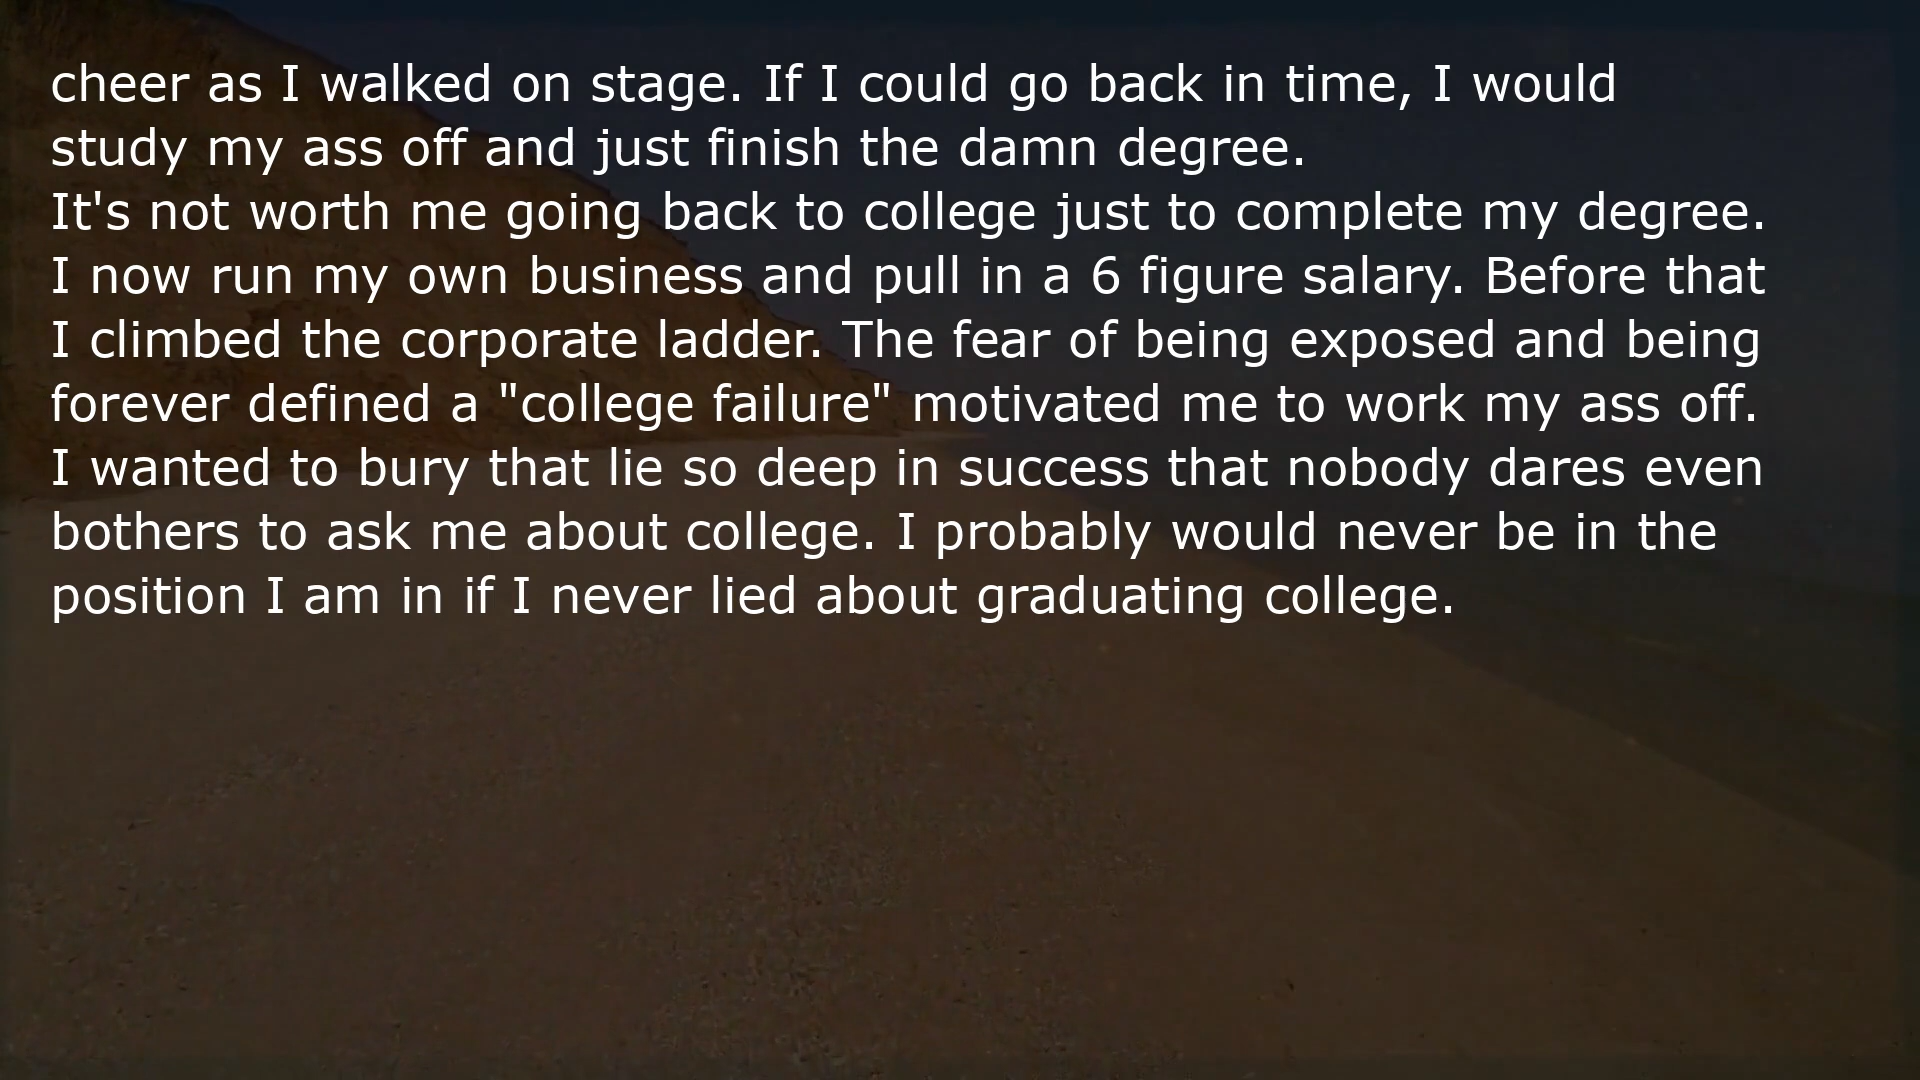 cheer as I walked on stage. If I could go back in time, I would
study my ass off and just finish the damn degree.
It's not worth me going back to college just to complete my degree.
I now run my own business and pull in a 6 figure salary. Before that
I climbed the corporate ladder. The fear of being exposed and being
forever defined a "college failure" motivated me to work my ass off.
I wanted to bury that lie so deep in success that nobody dares even
bothers to ask me about college. I probably would never be in the
position I am in if I never lied about graduating college.